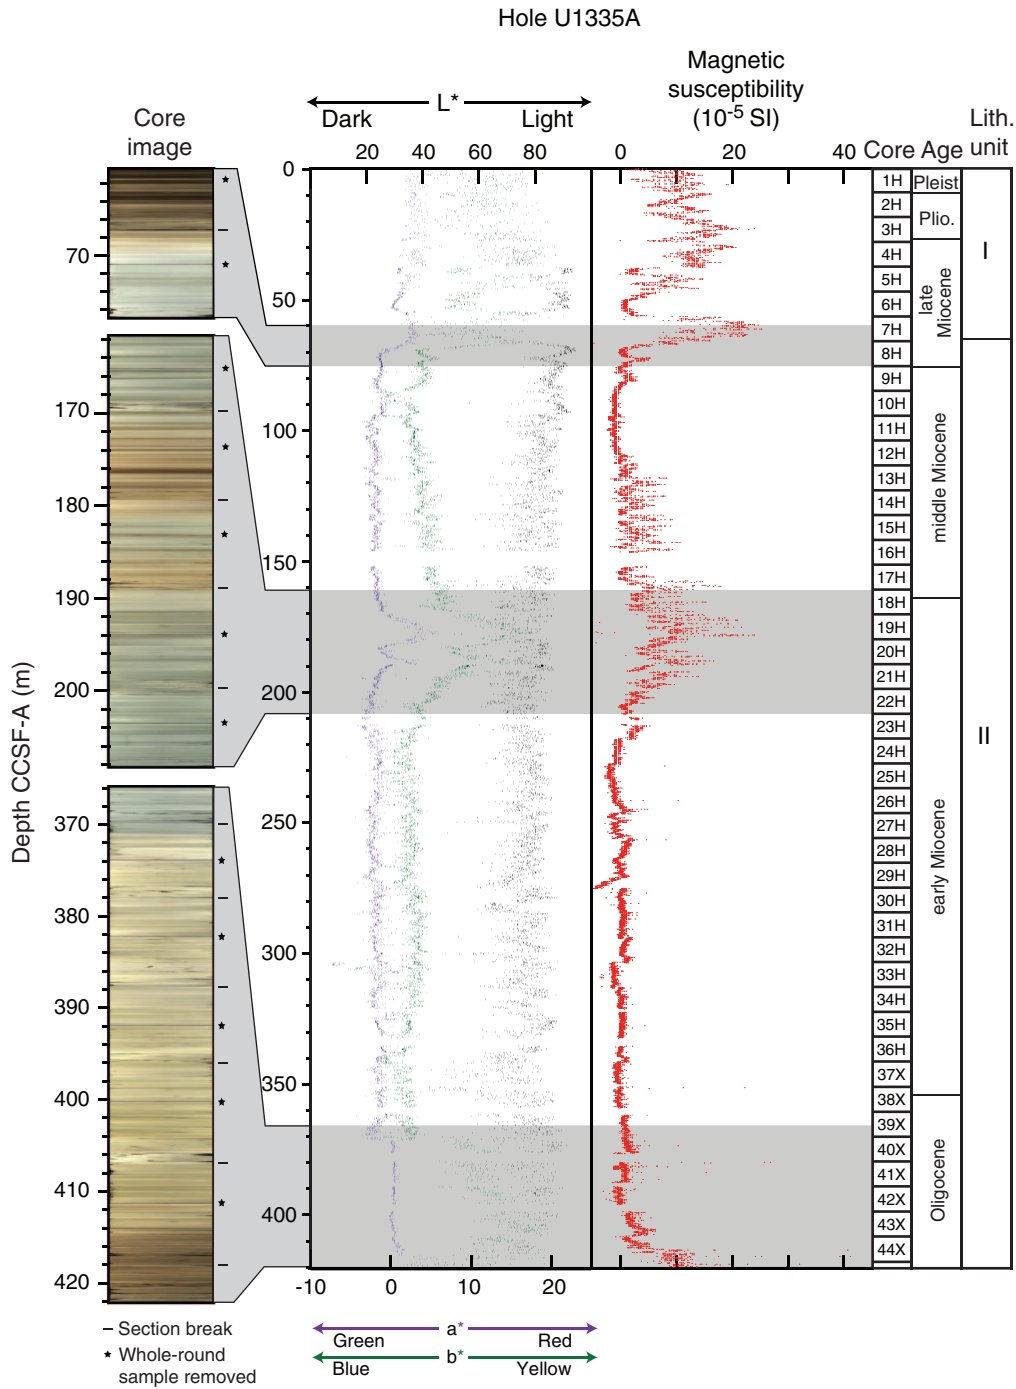 Hole U1335A
Core
image
L*
Dark Light
Magnetic
susceptibility
(10-5 SI)
Lith.
unit
20 40 60 80
0 20 40
Core Age
Depth CCSF-A (m)
70
170
180
190
200
370
380
390
400
410
420
0
50
100
150
200
250
300
350
400
-10 0 10 20
1H
2H
3H
4H
5H
6H
7H
8H
9H
10H
11H
12H
13H
14H
15H
16H
17H
18H
19H
20H
21H
22H
23H
24H
25H
26H
27H
28H
29H
30H
31H
32H
33H
34H
35H
36H
37X
38X
39X
40X
41X
42X
43X
44X
Pleist
Plio.
late
Miocene
middle Miocene
early Miocene
Oligocene
I
II
Section break
Whole-round
sample removed
a*
Green Red
b*
Blue Yellow